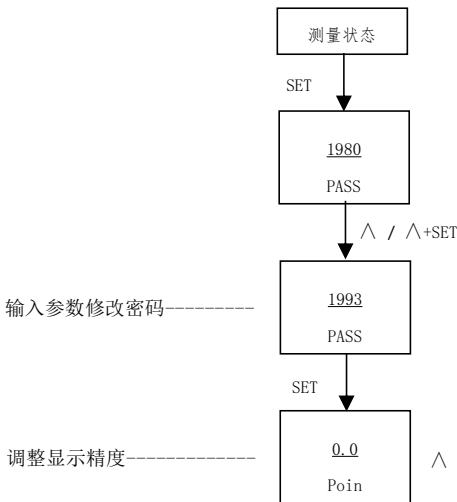 测量状态
SET
1980
PASS
∧ / ∧+SET
输入参数修改密码---------
1993
PASS
SET
调整显示精度-------------
0.0
∧
Poin